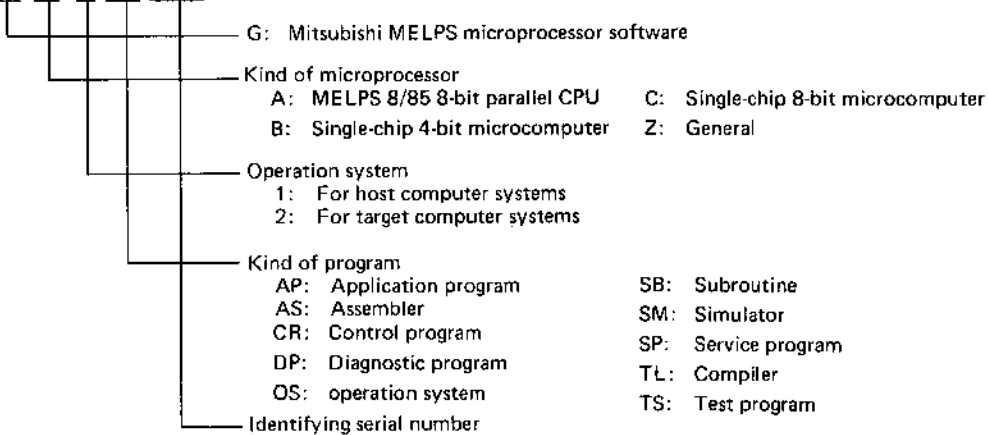 G: Mitsubishi MELPS microprocessor software
Kind of microprocessor
A: MELPS 8/85 8-bit parallel CPU C: Single-chip 8-bit microcomputer
B: Single-chip 4-bit microcomputer Z: General
Operation system
1: For host computer systems
2: For target computer systems
Kind of program
AP: Application program SB: Subroutine
AS: Assembler SM: Simulator
CR: Control program SP: Service program
DP: Diagnostic program TL: Compiler
OS: operation system TS: Test program
Identifying serial number